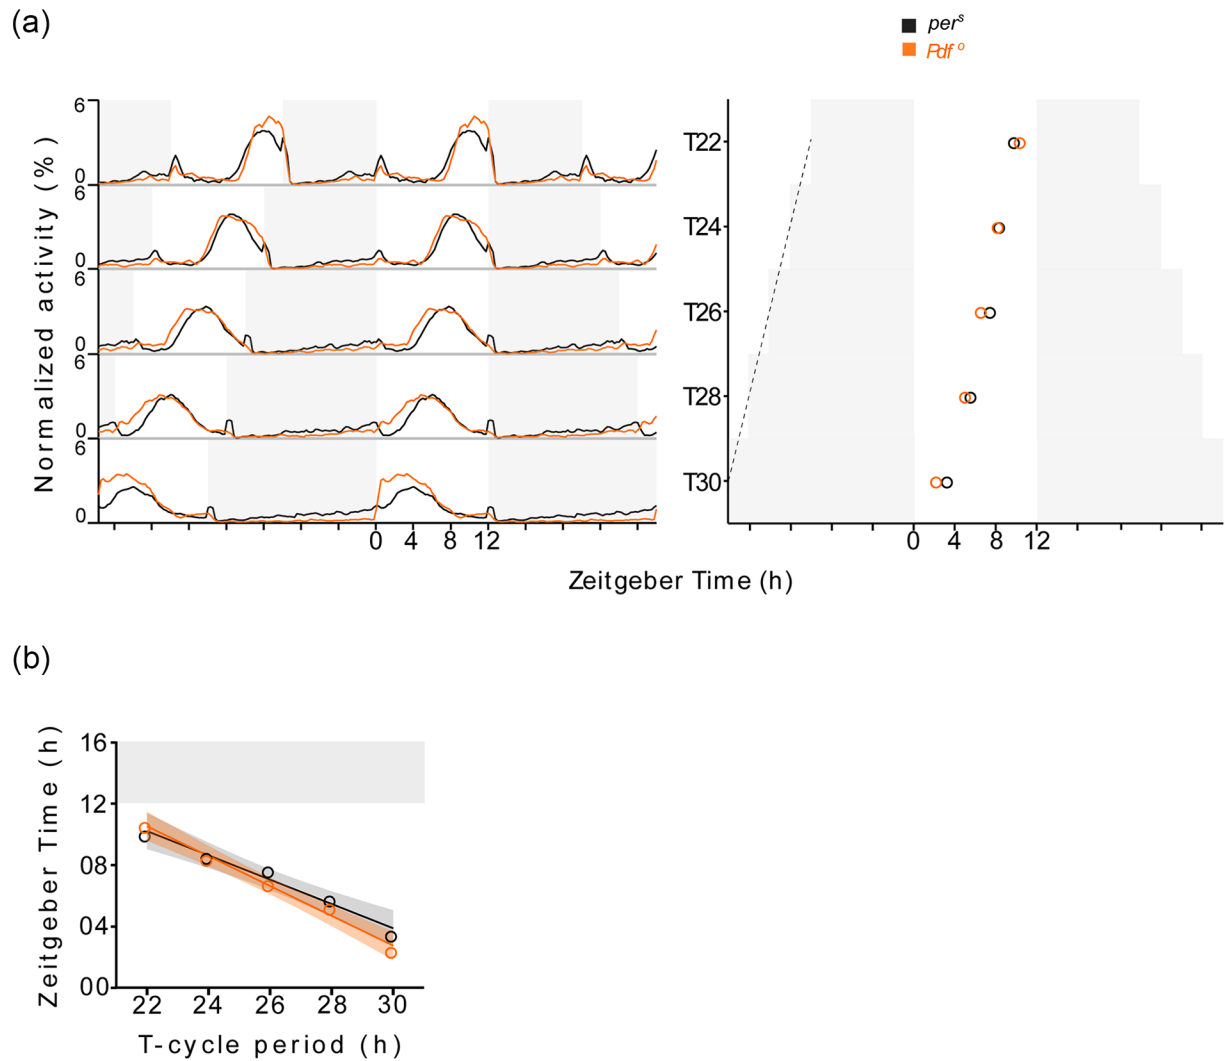 (a)
per^s
Pdf^o
Normalized activity (%)
6
0
6
0
6
0
6
0
6
0
0 4 8 12
T22
T24
T26
T28
T30
0 4 8 12
Zeitgeber Time (h)
(b)
Zeitgeber Time (h)
16
12
08
04
00
22 24 26 28 30
T-cycle period (h)